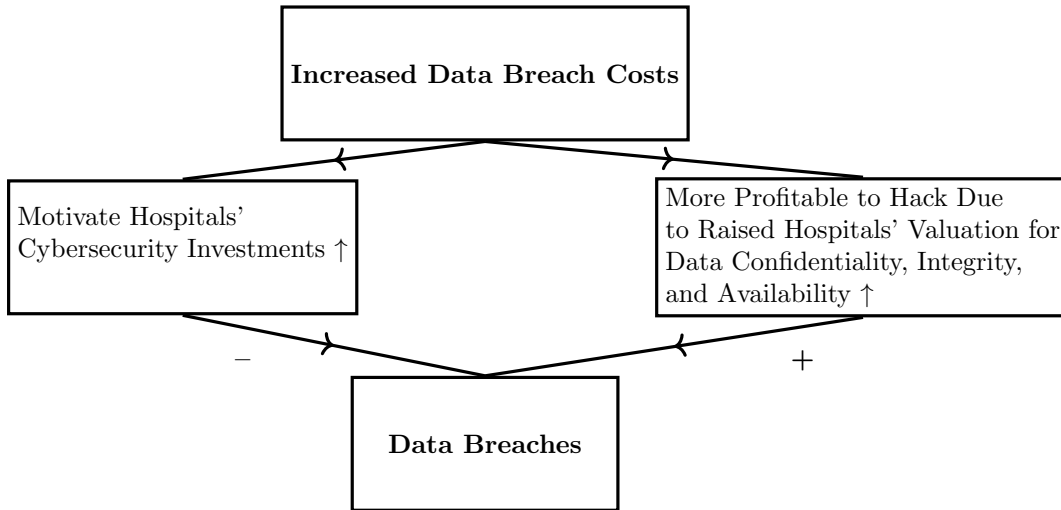 Increased Data Breach Costs
Motivate Hospitals'
Cybersecurity Investments ↑
More Profitable to Hack Due
to Raised Hospitals' Valuation for
Data Confidentiality, Integrity,
and Availability ↑
−
+
Data Breaches